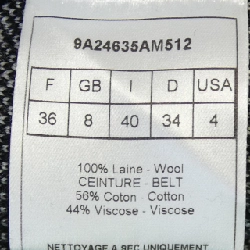 9A24635AM512
F GB I D USA
36 8 40 34 4
100% Laine - Wool
CEINTURE - BELT
56% Coton - Cotton
44% Viscose - Viscose
NETTOYAGE A SEC UNIQUEMENT